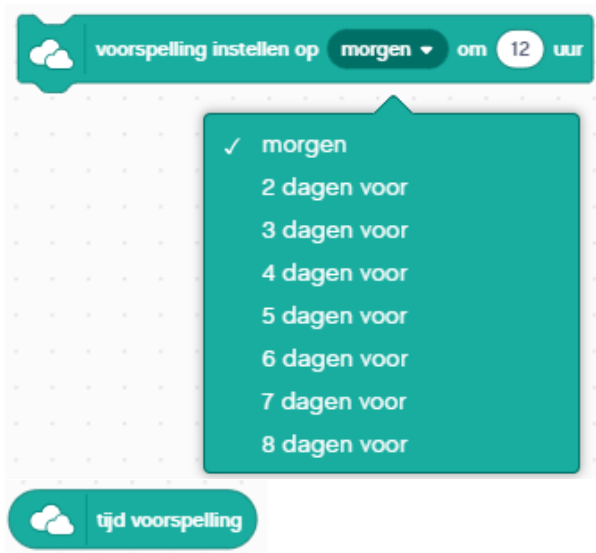 voorspelling instellen op morgen om 12 uur
morgen
2 dagen voor
3 dagen voor
4 dagen voor
5 dagen voor
6 dagen voor
7 dagen voor
8 dagen voor
tijd voorspelling